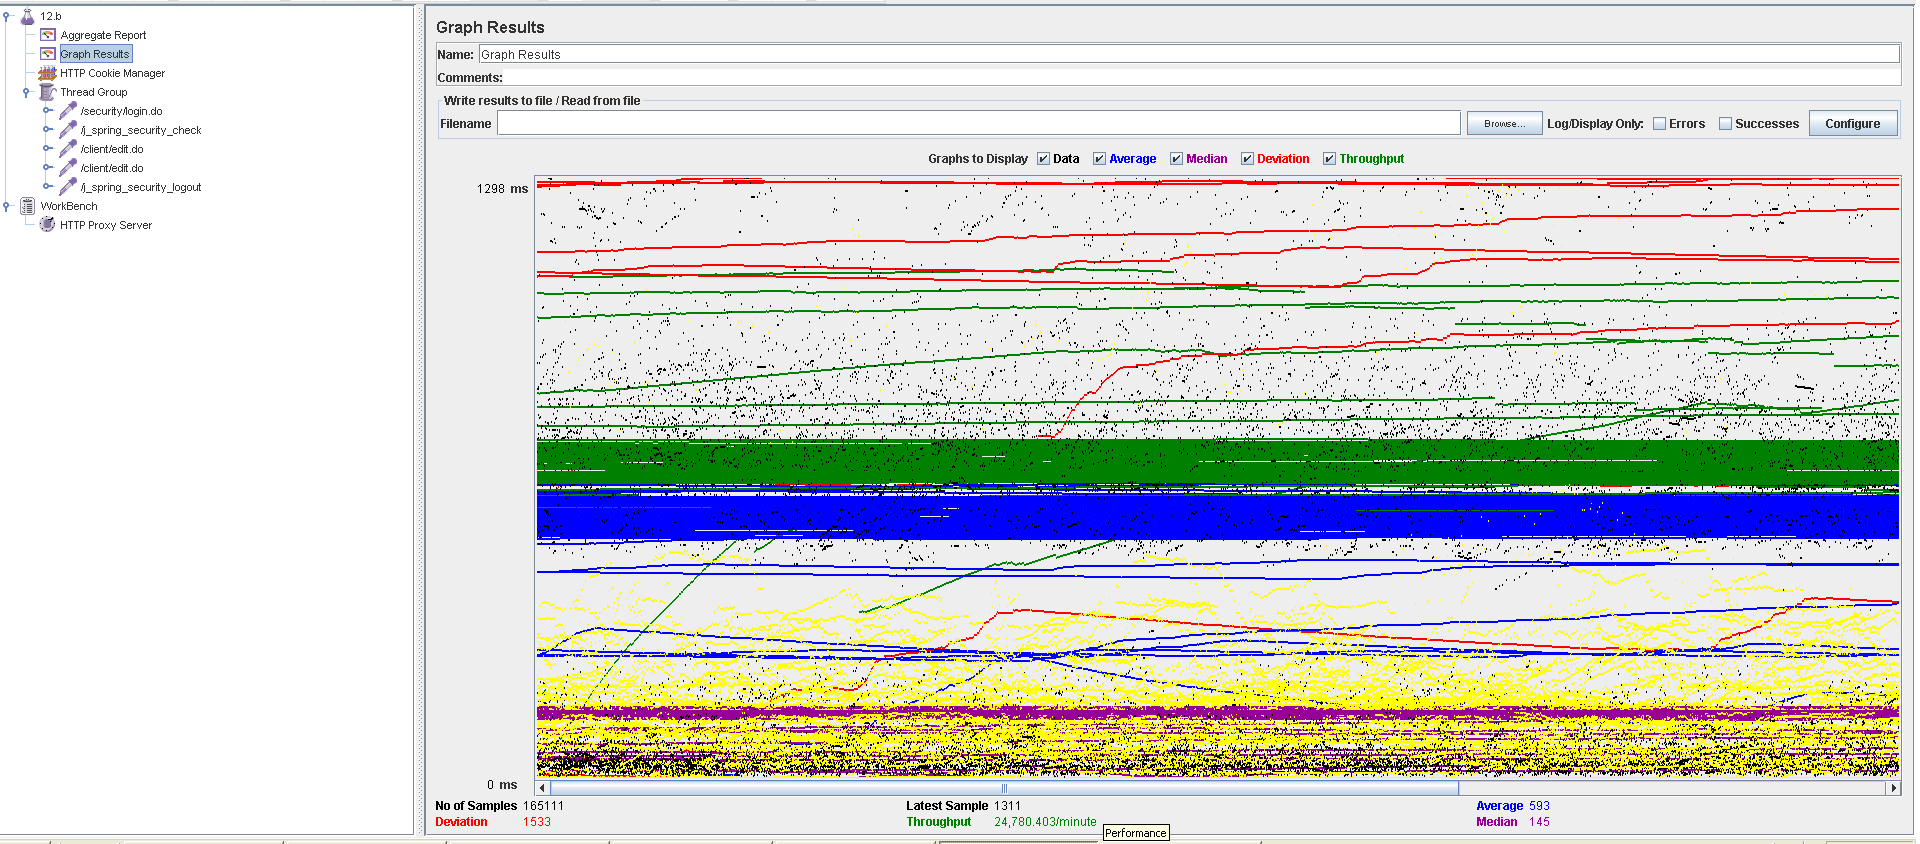 12.b
Aggregate Report
Graph Results
HTTP Cookie Manager
Thread Group
/security/login.do
/j_spring_security_check
/client/edit.do
/client/edit.do
/j_spring_security_logout
WorkBench
HTTP Proxy Server
Graph Results
Name: Graph Results
Comments:
Write results to file / Read from file
Filename Browse... Log/Display Only: Errors Successes Configure
Graphs to Display Data Average Median Deviation Throughput
1298 ms
0 ms
No of Samples 165111 Latest Sample 1311 Average 593
Deviation 1533 Throughput 24,780.403/minute Median 145
Performance